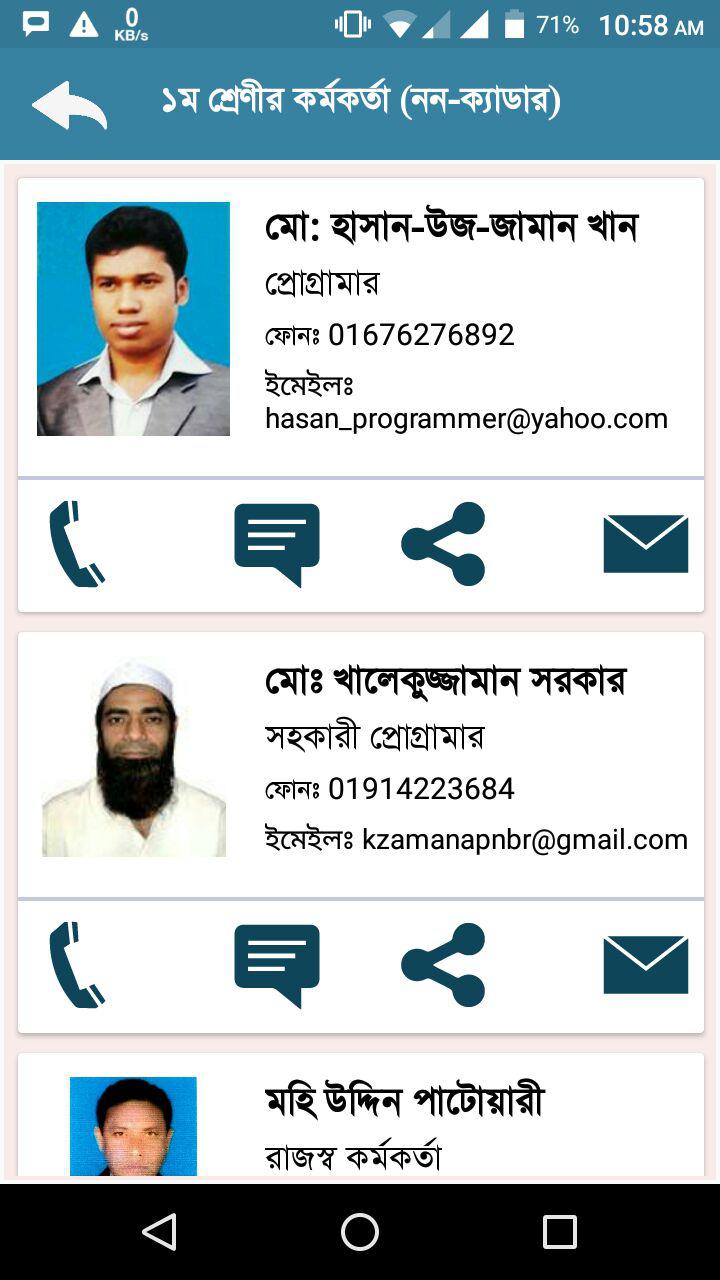 0
KB/s
71%
10:58 AM
১ম শ্রেণীর কর্মকর্তা (নন-ক্যাডার)
মো: হাসান-উজ-জামান খান
প্রোগ্রামার
ফোনঃ 01676276892
ইমেইলঃ
hasan_programmer@yahoo.com
মোঃ খালেকুজ্জামান সরকার
সহকারী প্রোগ্রামার
ফোনঃ 01914223684
ইমেইলঃ kzamanapnbr@gmail.com
মহি উদ্দিন পাটোয়ারী
রাজস্ব কর্মকর্তা